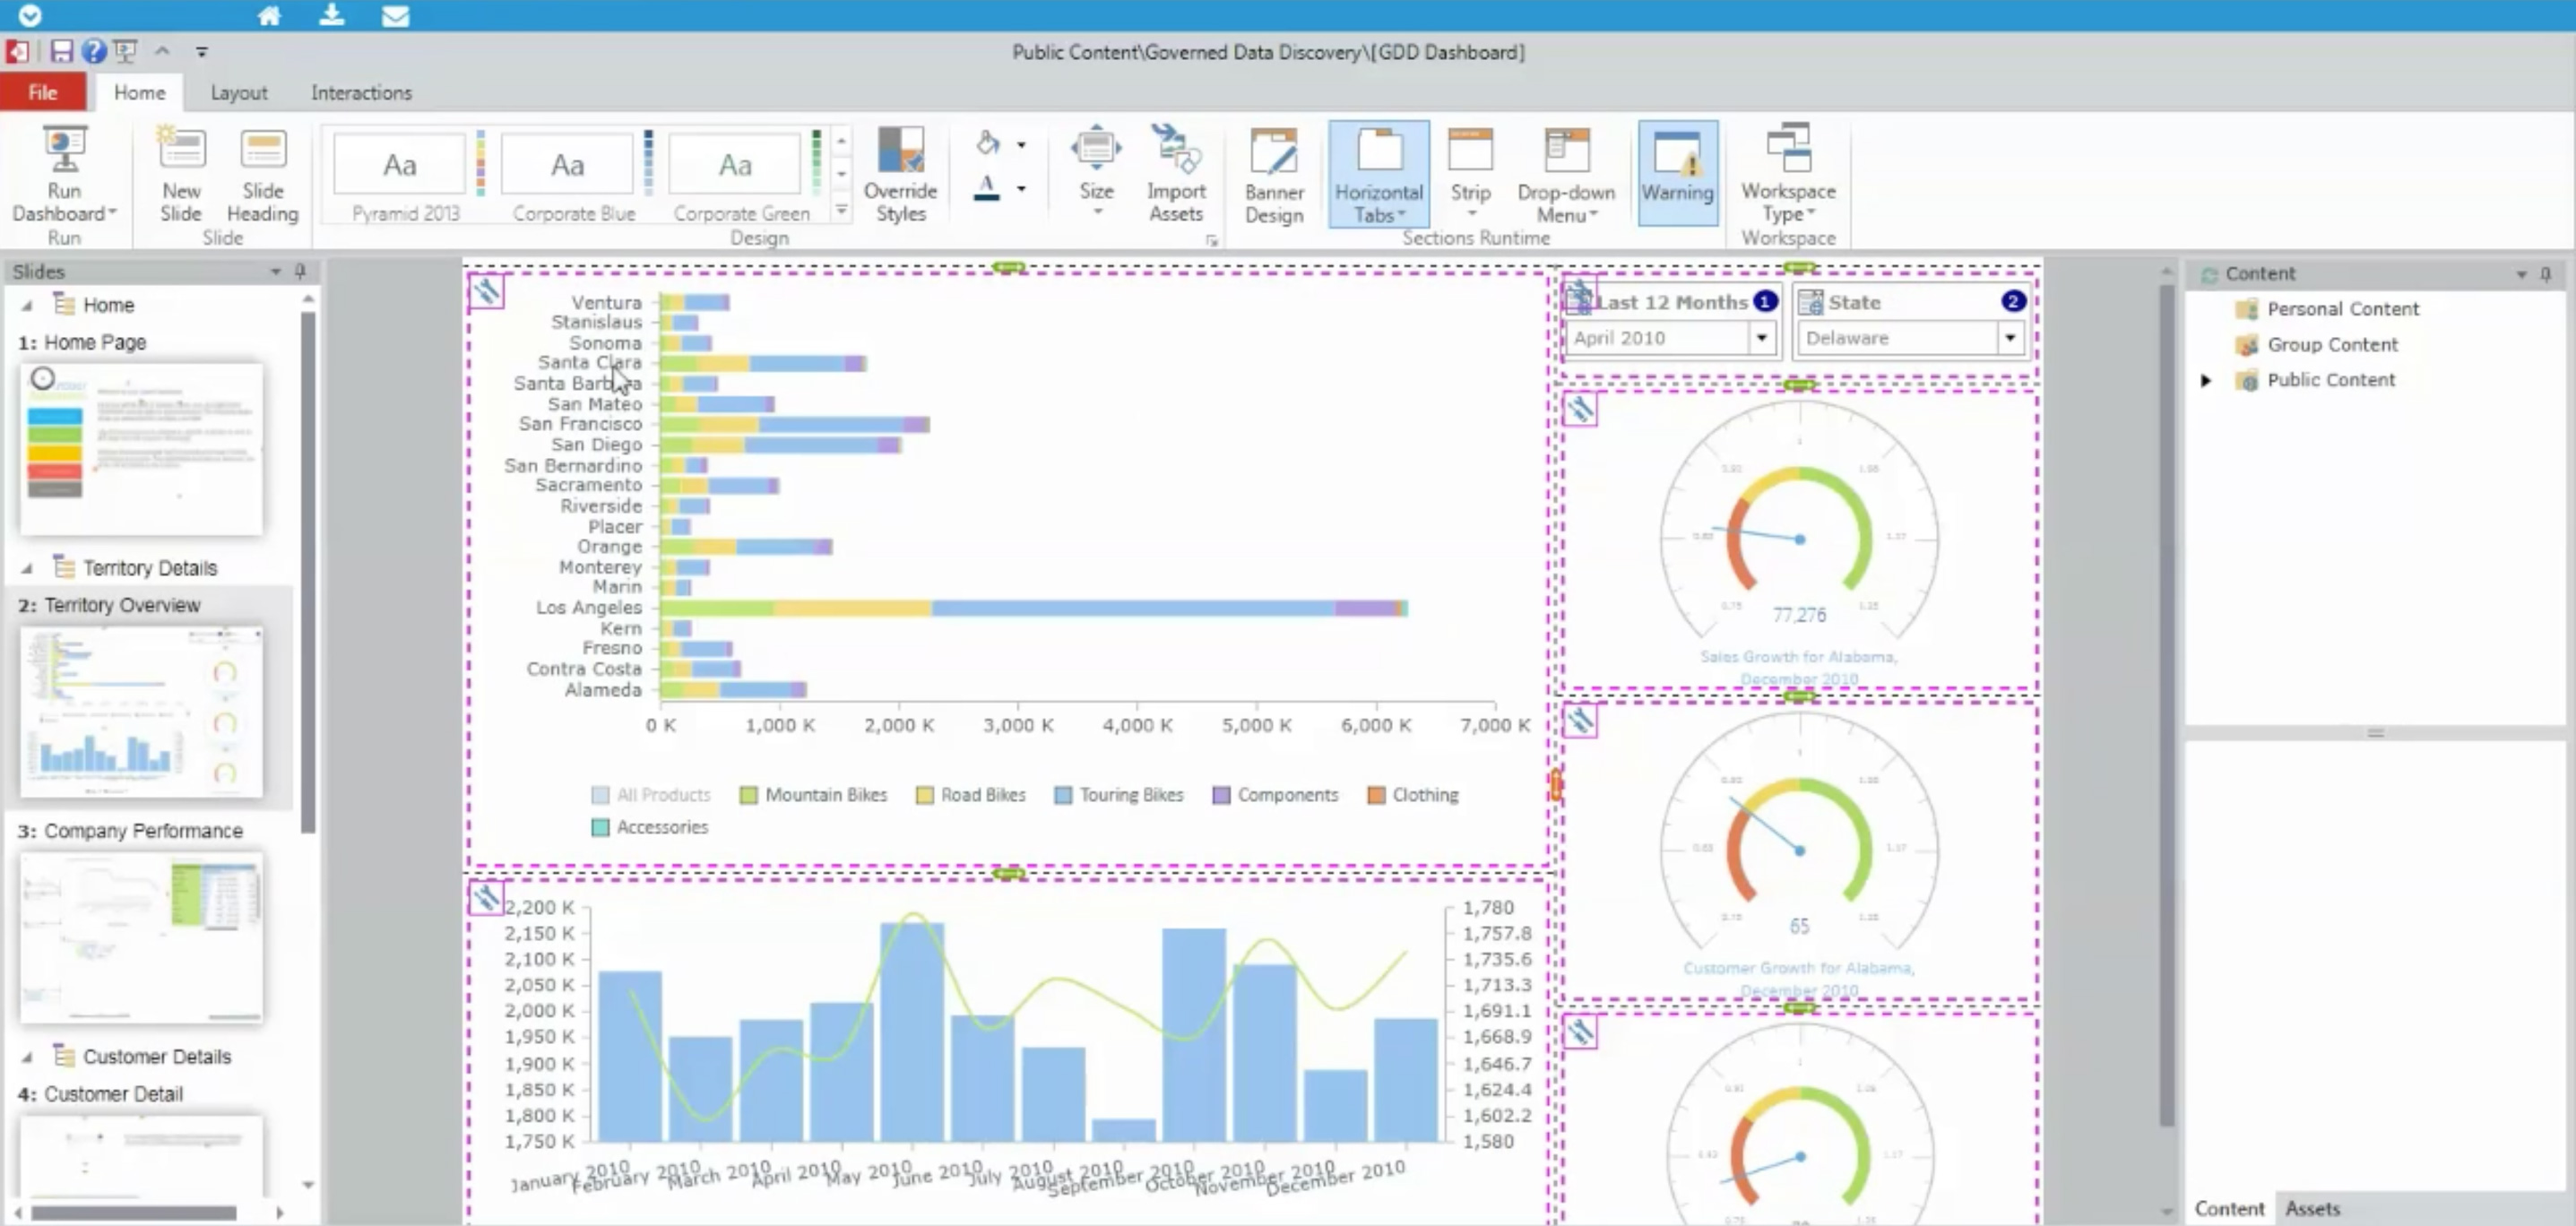 Public Content\Governed Data Discovery\[GDD Dashboard]
File Home Layout Interactions
Run Dashboard
New Slide
Slide Heading
Aa Aa Aa
Pyramid 2013 Corporate Blue Corporate Green
Override Styles
A
Size
Import Assets
Banner Design
Horizontal Tabs
Strip
Drop-down Menu
Warning
Workspace Type
Run Slide Design Sections Runtime Workspace
Slides
Home
1: Home Page
Territory Details
2: Territory Overview
3: Company Performance
Customer Details
4: Customer Detail
Ventura
Stanislaus
Sonoma
Santa Clara
Santa Barbara
San Mateo
San Francisco
San Diego
San Bernardino
Sacramento
Riverside
Placer
Orange
Monterey
Marin
Los Angeles
Kern
Fresno
Contra Costa
Alameda
0 K 1,000 K 2,000 K 3,000 K 4,000 K 5,000 K 6,000 K 7,000 K
All Products Mountain Bikes Road Bikes Touring Bikes Components Clothing
Accessories
2,200 K
2,150 K
2,100 K
2,050 K
2,000 K
1,950 K
1,900 K
1,850 K
1,800 K
1,750 K
1,780
1,757.8
1,735.6
1,713.3
1,691.1
1,668.9
1,646.7
1,624.4
1,602.2
1,580
January 2010 February 2010 March 2010 April 2010 May 2010 June 2010 July 2010 August 2010 September 2010 October 2010 November 2010 December 2010
Last 12 Months 1
April 2010
State 2
Delaware
77,276
Sales Growth for Alabama,
December 2010
65
Customer Growth for Alabama,
December 2010
Content
Personal Content
Group Content
Public Content
Content Assets